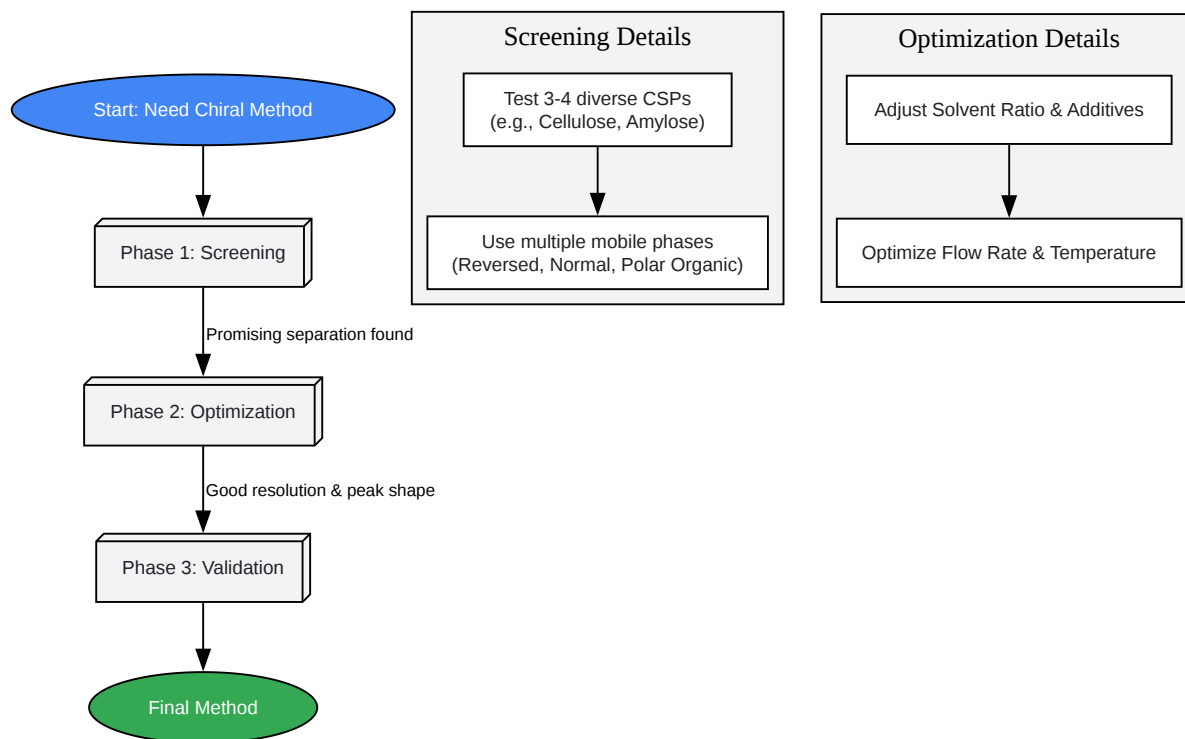 Start: Need Chiral Method
Phase 1: Screening
Promising separation found
Phase 2: Optimization
Good resolution & peak shape
Phase 3: Validation
Final Method
Screening Details
Test 3-4 diverse CSPs
(e.g., Cellulose, Amylose)
Use multiple mobile phases
(Reversed, Normal, Polar Organic)
Optimization Details
Adjust Solvent Ratio & Additives
Optimize Flow Rate & Temperature